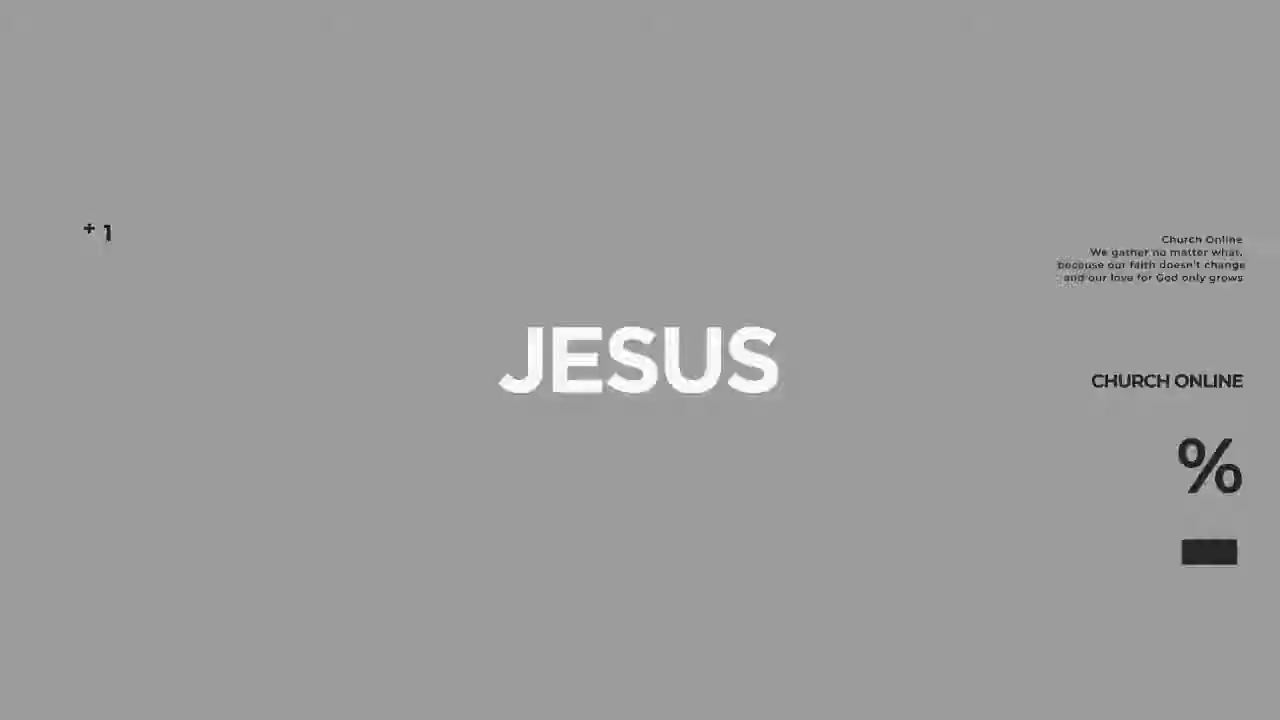 + 1
Church Online
We gather no matter what,
because our faith doesn't change
and our love for God only grows
JESUS
CHURCH ONLINE
%